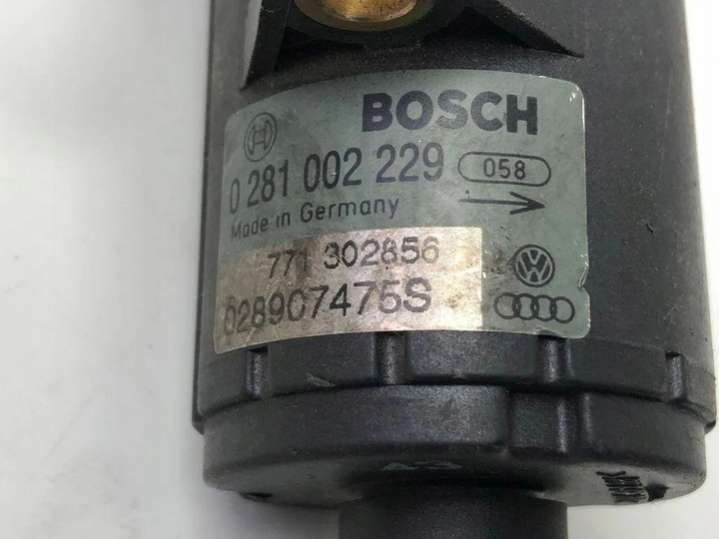 BOSCH
0 281 002 229 058
Made in Germany
771 302856
028907475S